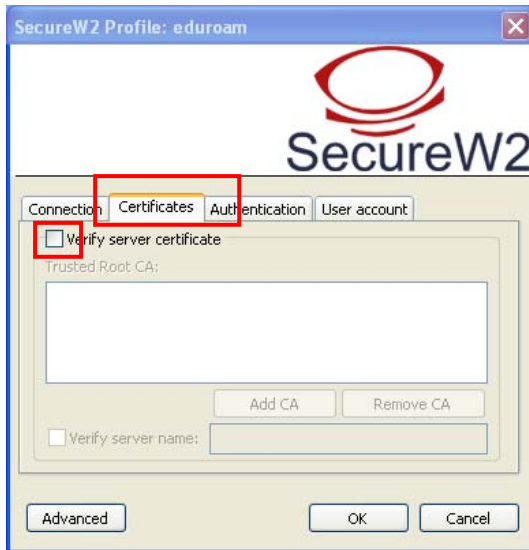 SecureW2 Profile: eduroam
SecureW2
Connection Certificates Authentication User account
Verify server certificate
Trusted Root CA:
Add CA Remove CA
Verify server name:
Advanced OK Cancel